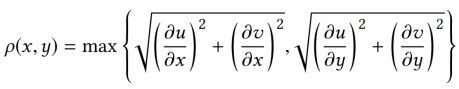 ρ(x, y) = max { √( (∂u/∂x)² + (∂v/∂x)² ), √( (∂u/∂y)² + (∂v/∂y)² ) }